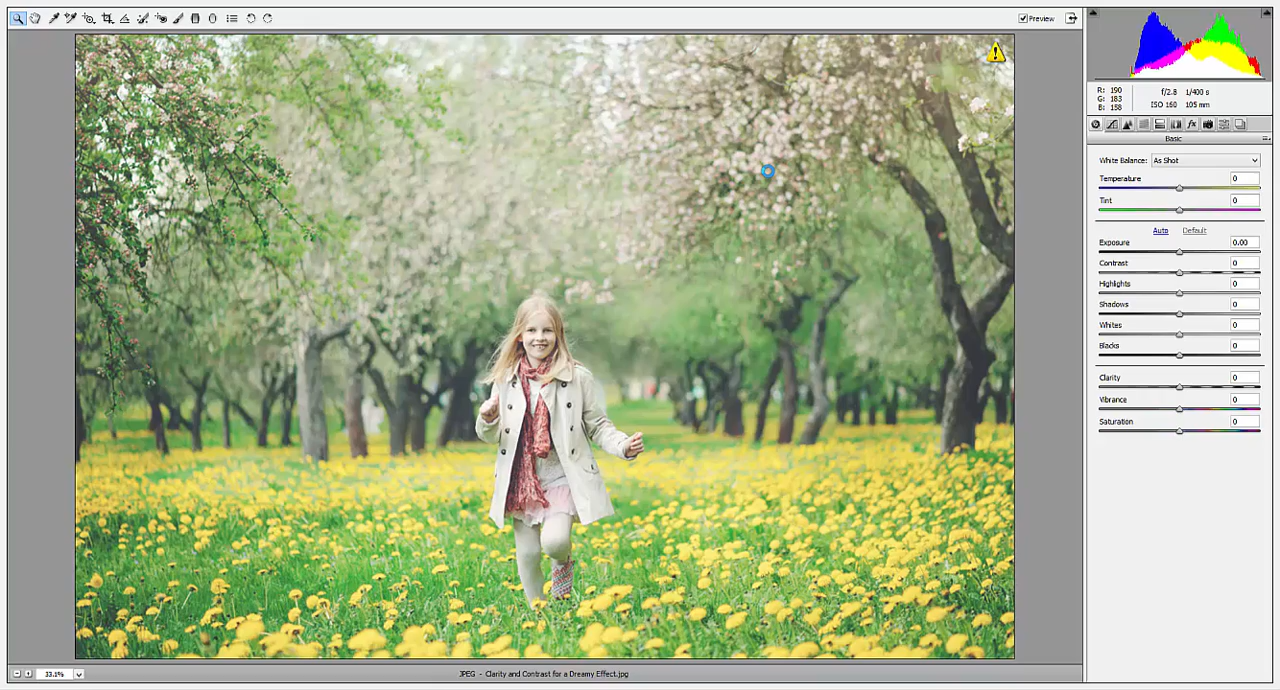 Preview
R: 190
G: 183
B: 158
f/2.8 1/400 s
ISO 160 105 mm
fx
Basic
White Balance: As Shot
Temperature 0
Tint 0
Auto Default
Exposure 0.00
Contrast 0
Highlights 0
Shadows 0
Whites 0
Blacks 0
Clarity 0
Vibrance 0
Saturation 0
33.1%
JPEG - Clarity and Contrast for a Dreamy Effect.jpg